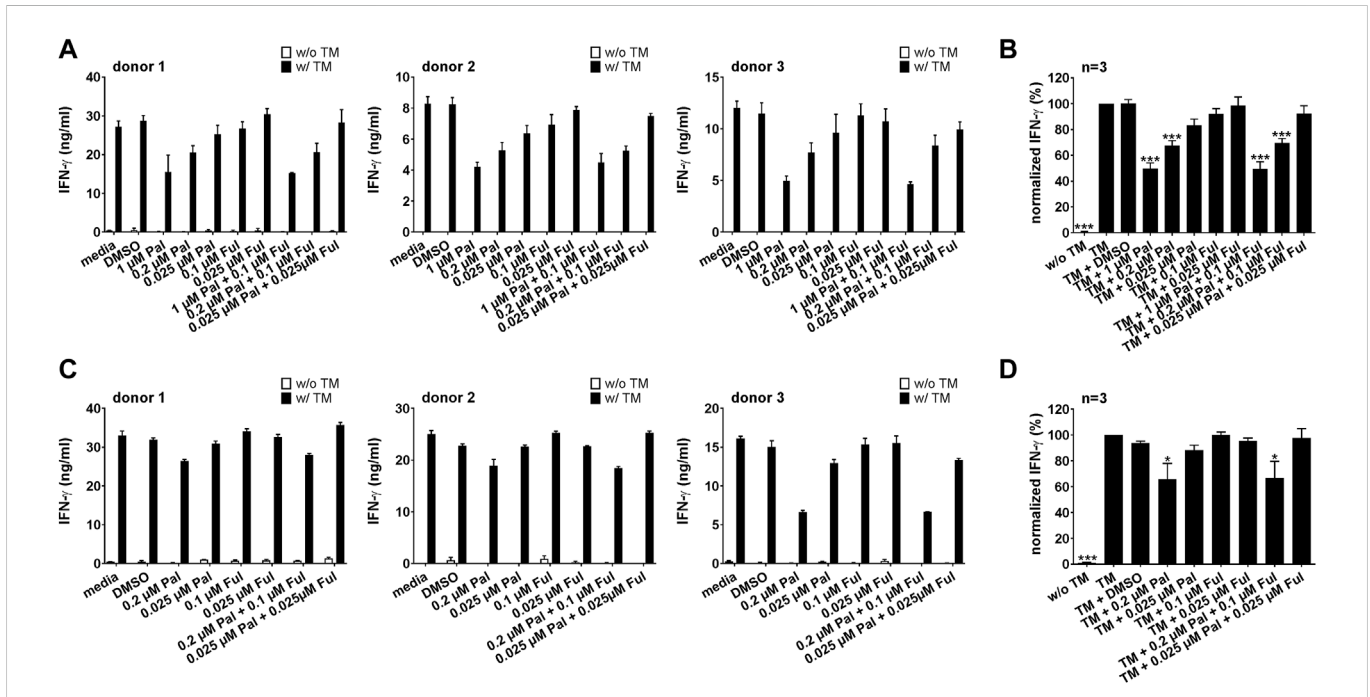 A
donor 1
w/o TM
w/ TM
IFN-γ (ng/ml)
40
30
20
10
0
media
DMSO
1 µM Pal
0.2 µM Pal
0.025 µM Pal
0.1 µM Ful
0.025 µM Ful
1 µM Pal + 0.1 µM Ful
0.2 µM Pal + 0.1 µM Ful
0.025 µM Pal + 0.025µM Ful
donor 2
w/o TM
w/ TM
IFN-γ (ng/ml)
10
8
6
4
2
0
media
DMSO
1 µM Pal
0.2 µM Pal
0.025 µM Pal
0.1 µM Ful
0.025 µM Ful
1 µM Pal + 0.1 µM Ful
0.2 µM Pal + 0.1 µM Ful
0.025 µM Pal + 0.025µM Ful
donor 3
w/o TM
w/ TM
IFN-γ (ng/ml)
15
10
5
0
media
DMSO
1 µM Pal
0.2 µM Pal
0.025 µM Pal
0.1 µM Ful
0.025 µM Ful
1 µM Pal + 0.1 µM Ful
0.2 µM Pal + 0.1 µM Ful
0.025 µM Pal + 0.025µM Ful
B
n=3
normalized IFN-γ (%)
120
100
80
60
40
20
0
***
***
***
***
***
w/o TM
TM
TM + DMSO
TM + 1 µM Pal
TM + 0.2 µM Pal
TM + 0.025 µM Pal
TM + 0.1 µM Ful
TM + 0.025 µM Ful
TM + 1 µM Pal + 0.1 µM Ful
TM + 0.2 µM Pal + 0.1 µM Ful
TM + 0.025 µM Pal + 0.025 µM Ful
C
donor 1
w/o TM
w/ TM
IFN-γ (ng/ml)
40
30
20
10
0
media
DMSO
0.2 µM Pal
0.025 µM Pal
0.1 µM Ful
0.025 µM Ful
0.2 µM Pal + 0.1 µM Ful
0.025 µM Pal + 0.025µM Ful
donor 2
w/o TM
w/ TM
IFN-γ (ng/ml)
30
20
10
0
media
DMSO
0.2 µM Pal
0.025 µM Pal
0.1 µM Ful
0.025 µM Ful
0.2 µM Pal + 0.1 µM Ful
0.025 µM Pal + 0.025µM Ful
donor 3
w/o TM
w/ TM
IFN-γ (ng/ml)
20
15
10
5
0
media
DMSO
0.2 µM Pal
0.025 µM Pal
0.1 µM Ful
0.025 µM Ful
0.2 µM Pal + 0.1 µM Ful
0.025 µM Pal + 0.025µM Ful
D
n=3
normalized IFN-γ (%)
120
100
80
60
40
20
0
***
*
*
w/o TM
TM
TM + DMSO
TM + 0.2 µM Pal
TM + 0.025 µM Pal
TM + 0.1 µM Ful
TM + 0.025 µM Ful
TM + 0.2 µM Pal + 0.1 µM Ful
TM + 0.025 µM Pal + 0.025 µM Ful